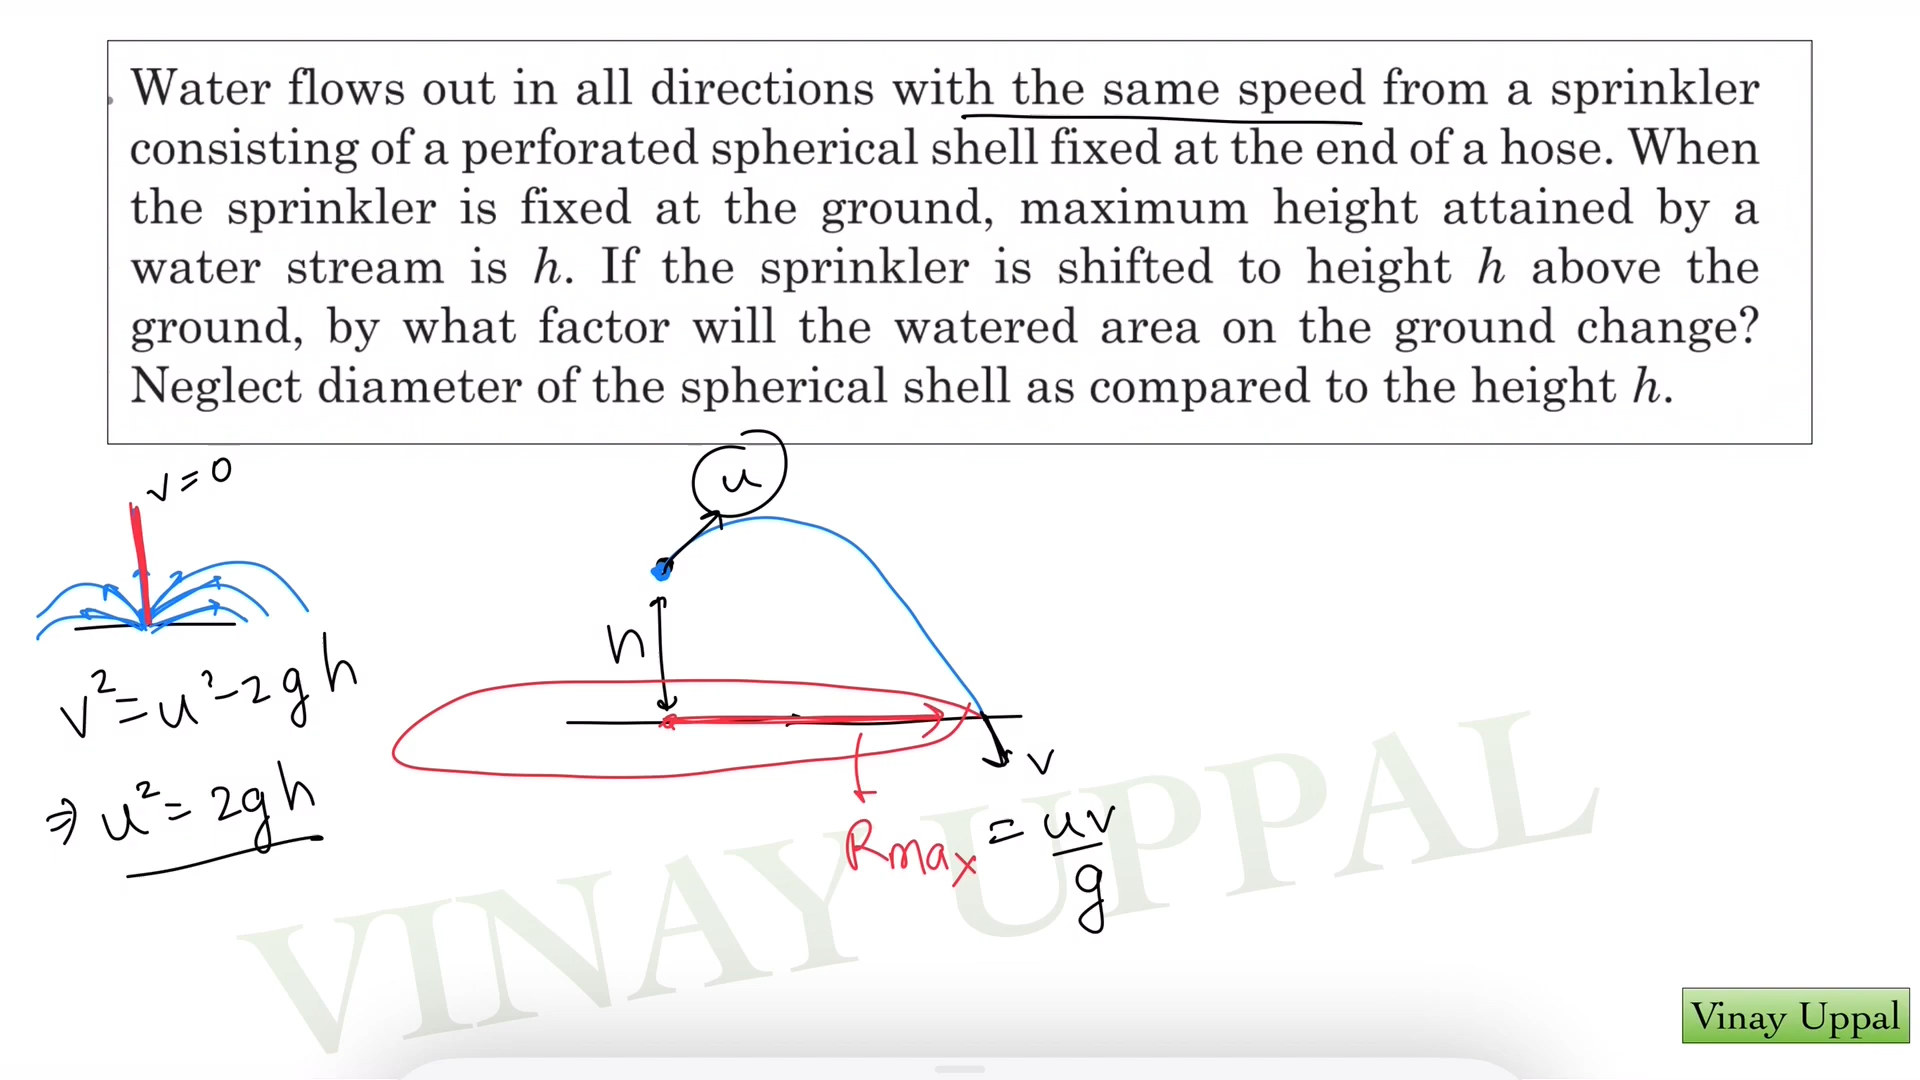 Water flows out in all directions with the same speed from a sprinkler
consisting of a perforated spherical shell fixed at the end of a hose. When
the sprinkler is fixed at the ground, maximum height attained by a
water stream is h. If the sprinkler is shifted to height h above the
ground, by what factor will the watered area on the ground change?
Neglect diameter of the spherical shell as compared to the height h.
v=0
u
h
v²=u²-2gh
v
⇒ u²= 2gh
Rmax = uv/g
VINAY UPPAL
Vinay Uppal